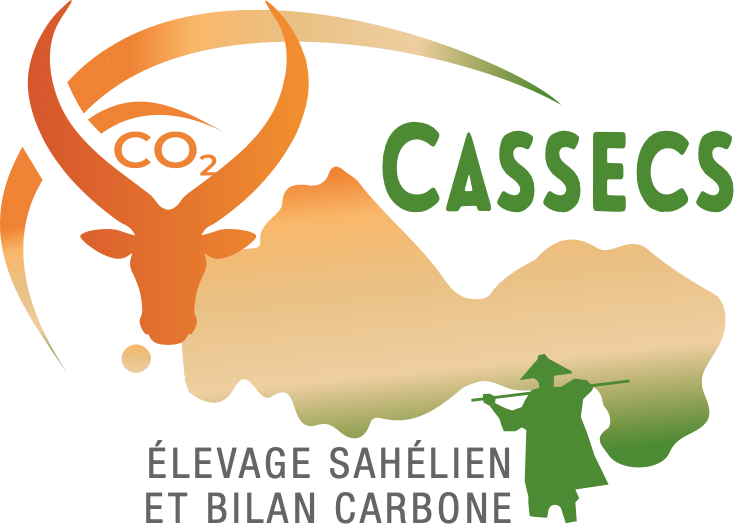 CO₂
CASSECS
ÉLEVAGE SAHÉLIEN
ET BILAN CARBONE